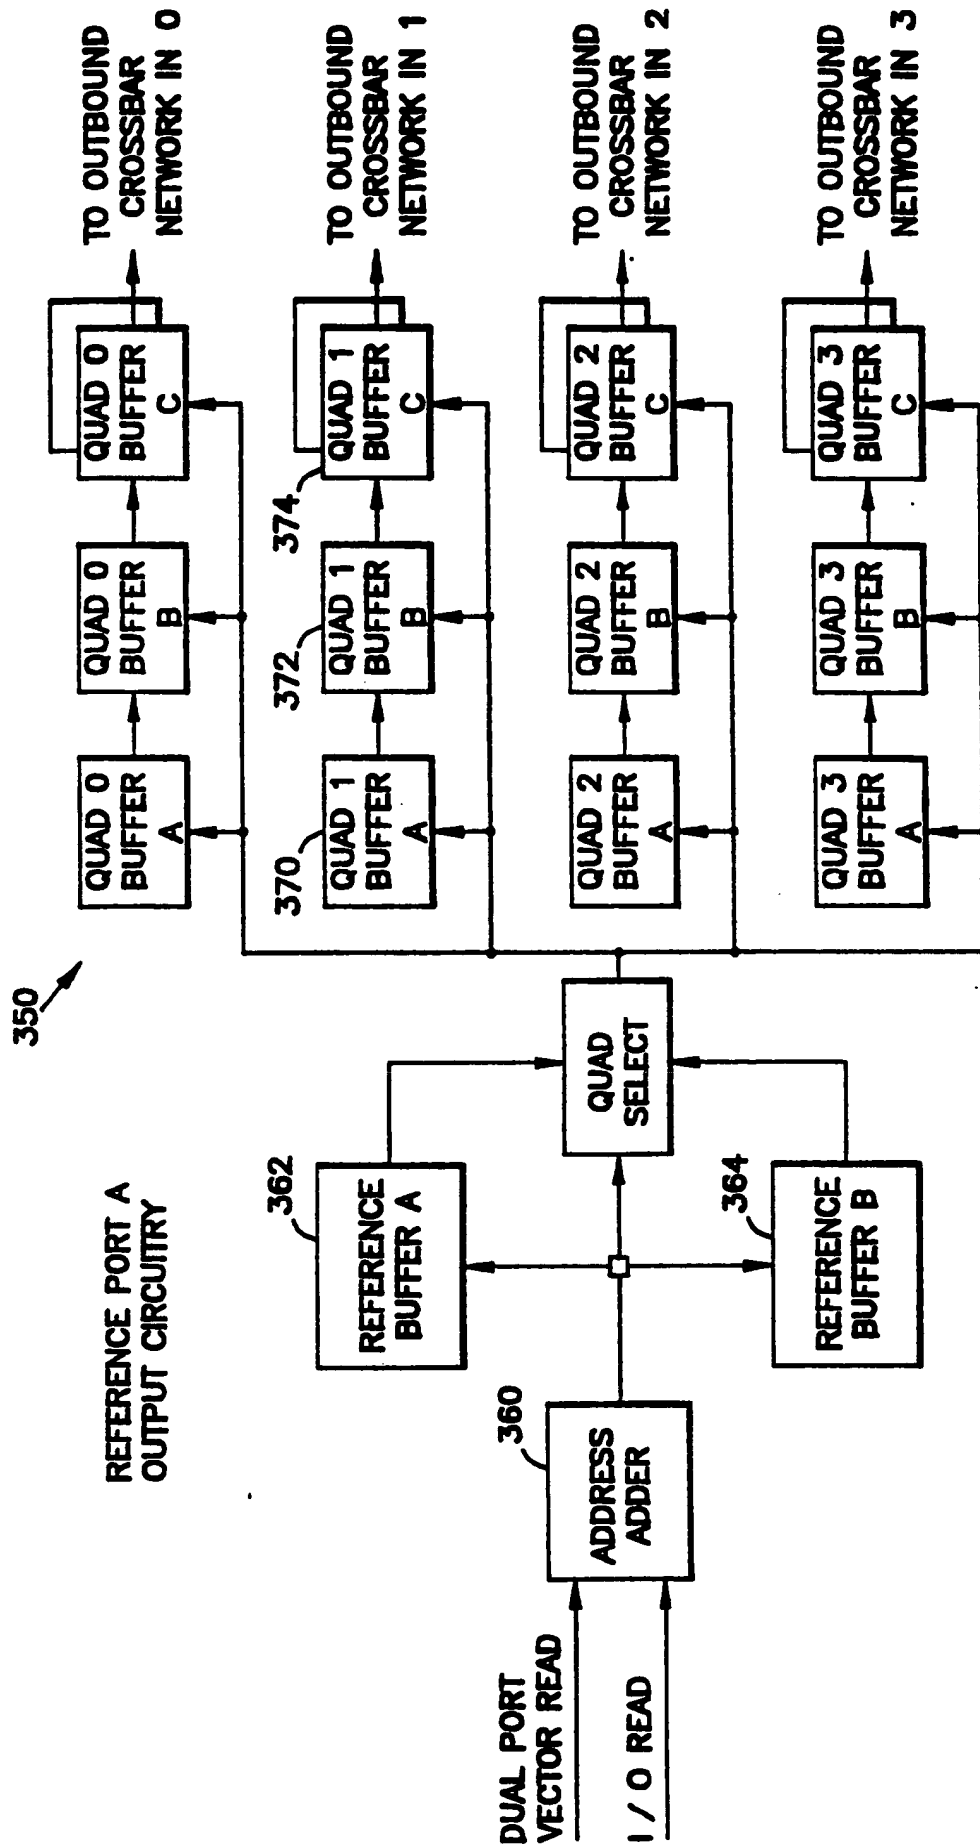 350
REFERENCE PORT A
OUTPUT CIRCUITRY
DUAL PORT
VECTOR READ
I / O READ
360
ADDRESS
ADDER
362
REFERENCE
BUFFER A
364
REFERENCE
BUFFER B
QUAD
SELECT
QUAD 0
BUFFER
A
QUAD 0
BUFFER
B
QUAD 0
BUFFER
C
TO OUTBOUND
CROSSBAR
NETWORK IN 0
370
QUAD 1
BUFFER
A
372
QUAD 1
BUFFER
B
374
QUAD 1
BUFFER
C
TO OUTBOUND
CROSSBAR
NETWORK IN 1
QUAD 2
BUFFER
A
QUAD 2
BUFFER
B
QUAD 2
BUFFER
C
TO OUTBOUND
CROSSBAR
NETWORK IN 2
QUAD 3
BUFFER
A
QUAD 3
BUFFER
B
QUAD 3
BUFFER
C
TO OUTBOUND
CROSSBAR
NETWORK IN 3